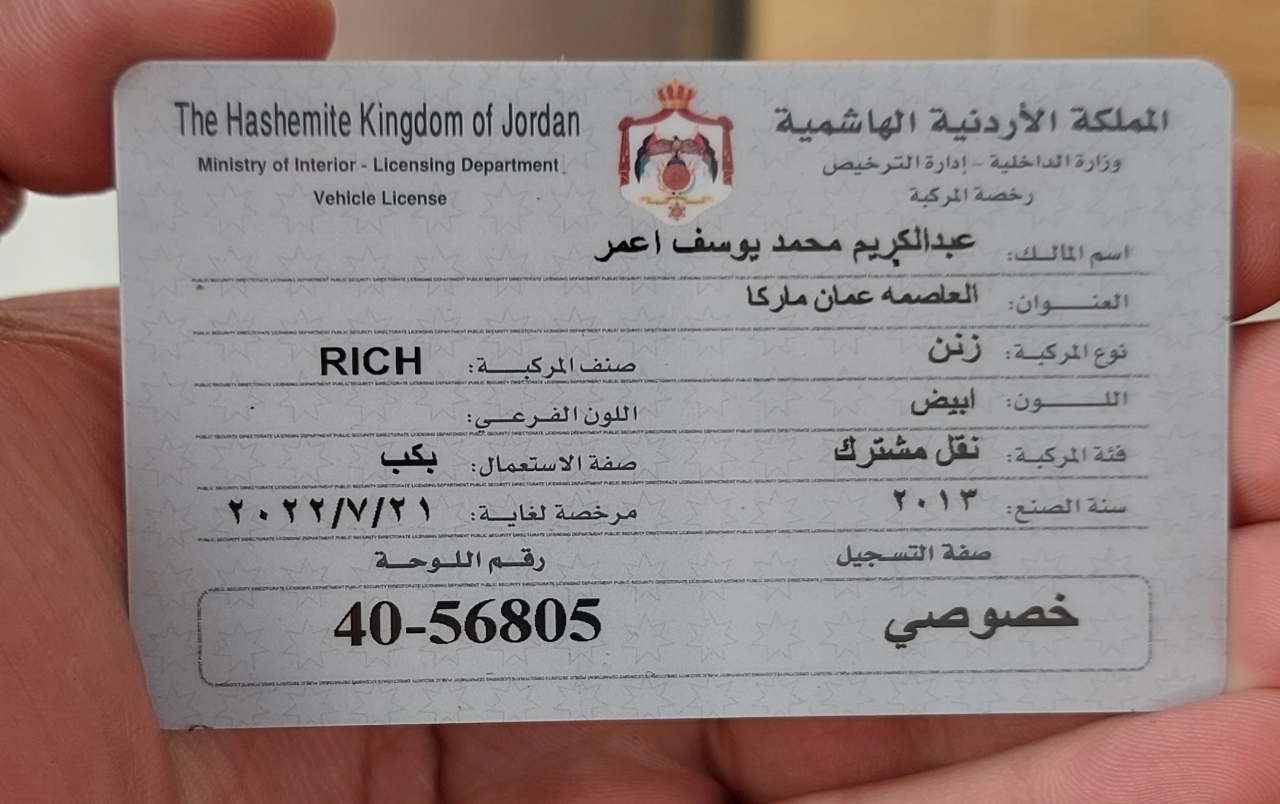 The Hashemite Kingdom of Jordan
المملكة الأردنية الهاشمية
Ministry of Interior - Licensing Department
وزارة الداخلية - إدارة الترخيص
Vehicle License
رخصة المركبة
اسم المالك: عبدالكريم محمد يوسف اعمر
العنوان: العاصمه عمان ماركا
نوع المركبة: زنن صنف المركبة: RICH
اللون: ابيض اللون الفرعي:
فئة المركبة: نقل مشترك صفة الاستعمال: بكب
سنة الصنع: ٢٠١٣ مرخصة لغاية: ٢٠٢٢/٧/٢١
صفة التسجيل رقم اللوحة
خصوصي 40-56805